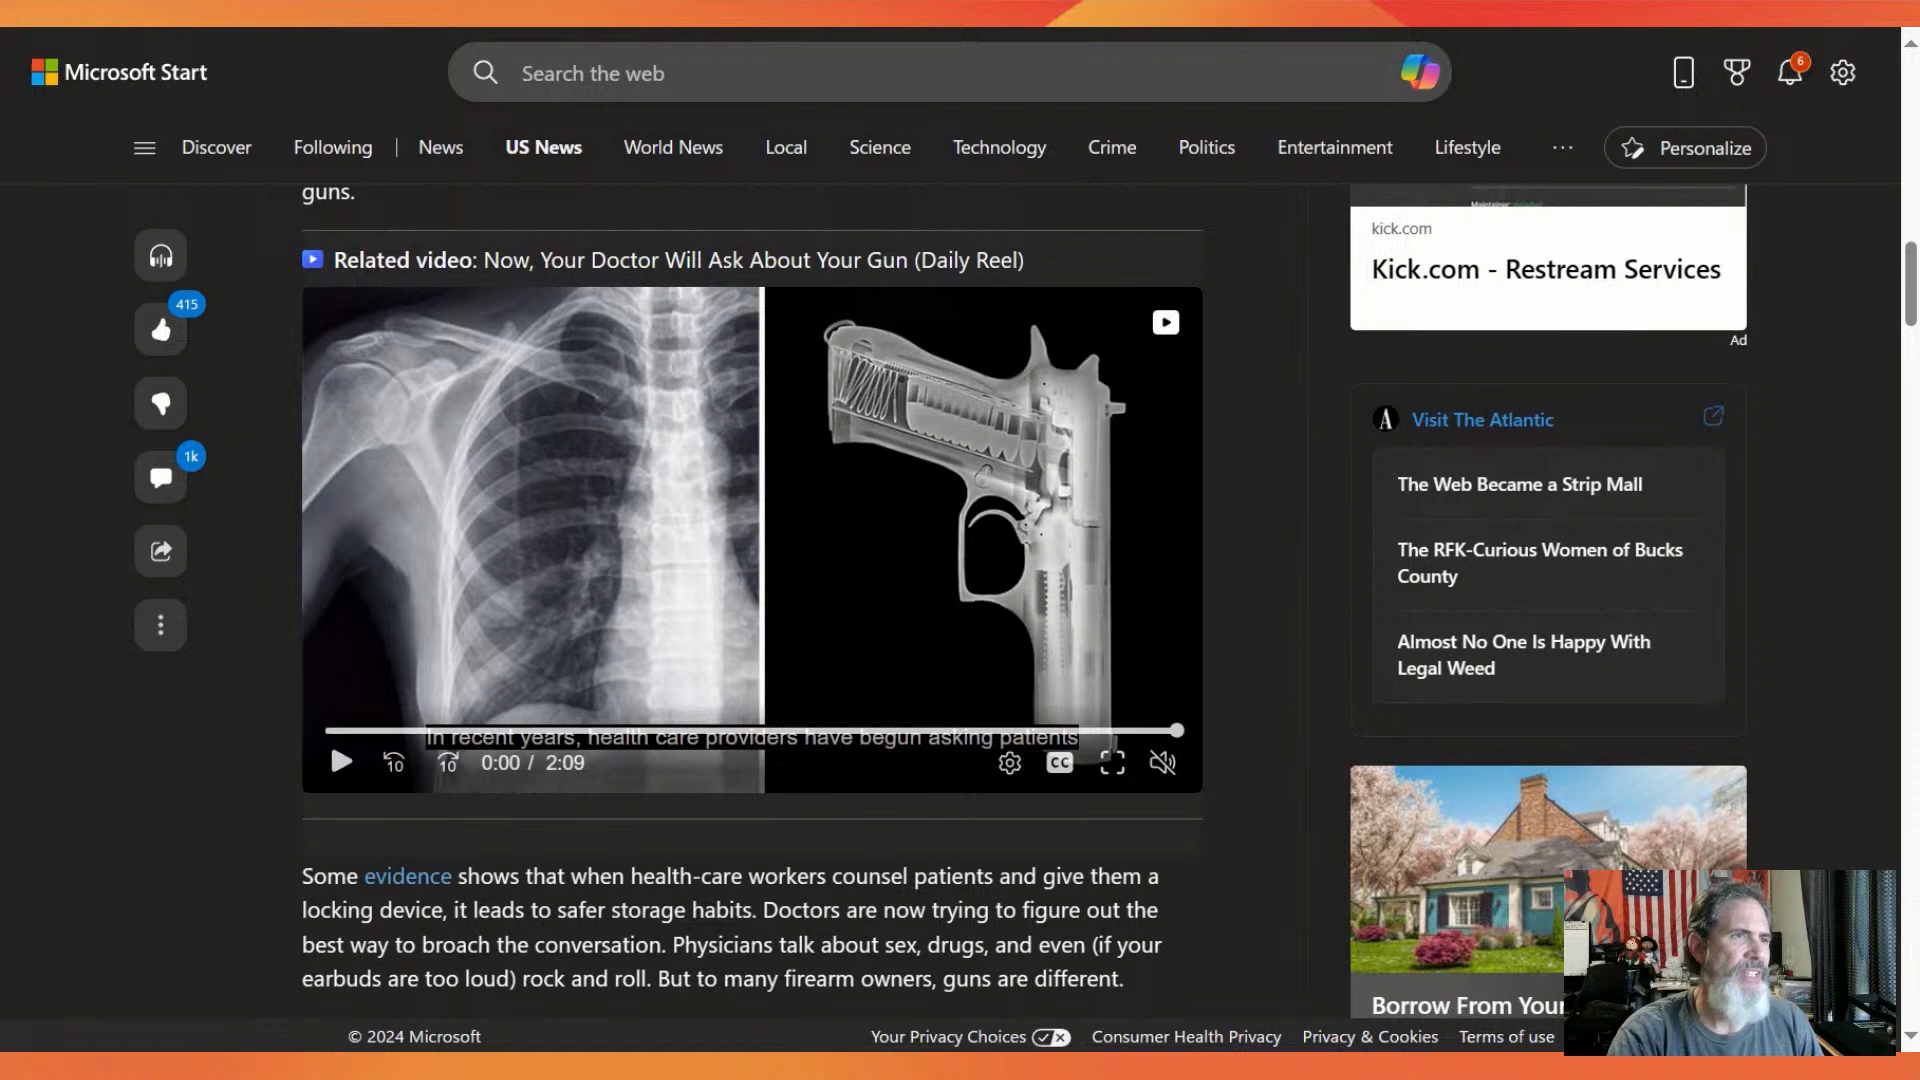 Microsoft Start
Search the web
6
Discover
Following
News
US News
World News
Local
Science
Technology
Crime
Politics
Entertainment
Lifestyle
Personalize
guns.
Related video: Now, Your Doctor Will Ask About Your Gun (Daily Reel)
415
1k
In recent years, health care providers have begun asking patients
10
10
0:00 / 2:09
CC
Some evidence shows that when health-care workers counsel patients and give them a
locking device, it leads to safer storage habits. Doctors are now trying to figure out the
best way to broach the conversation. Physicians talk about sex, drugs, and even (if your
earbuds are too loud) rock and roll. But to many firearm owners, guns are different.
kick.com
Kick.com - Restream Services
Ad
A
Visit The Atlantic
The Web Became a Strip Mall
The RFK-Curious Women of Bucks
County
Almost No One Is Happy With
Legal Weed
Borrow From Your
© 2024 Microsoft
Your Privacy Choices
Consumer Health Privacy
Privacy & Cookies
Terms of use